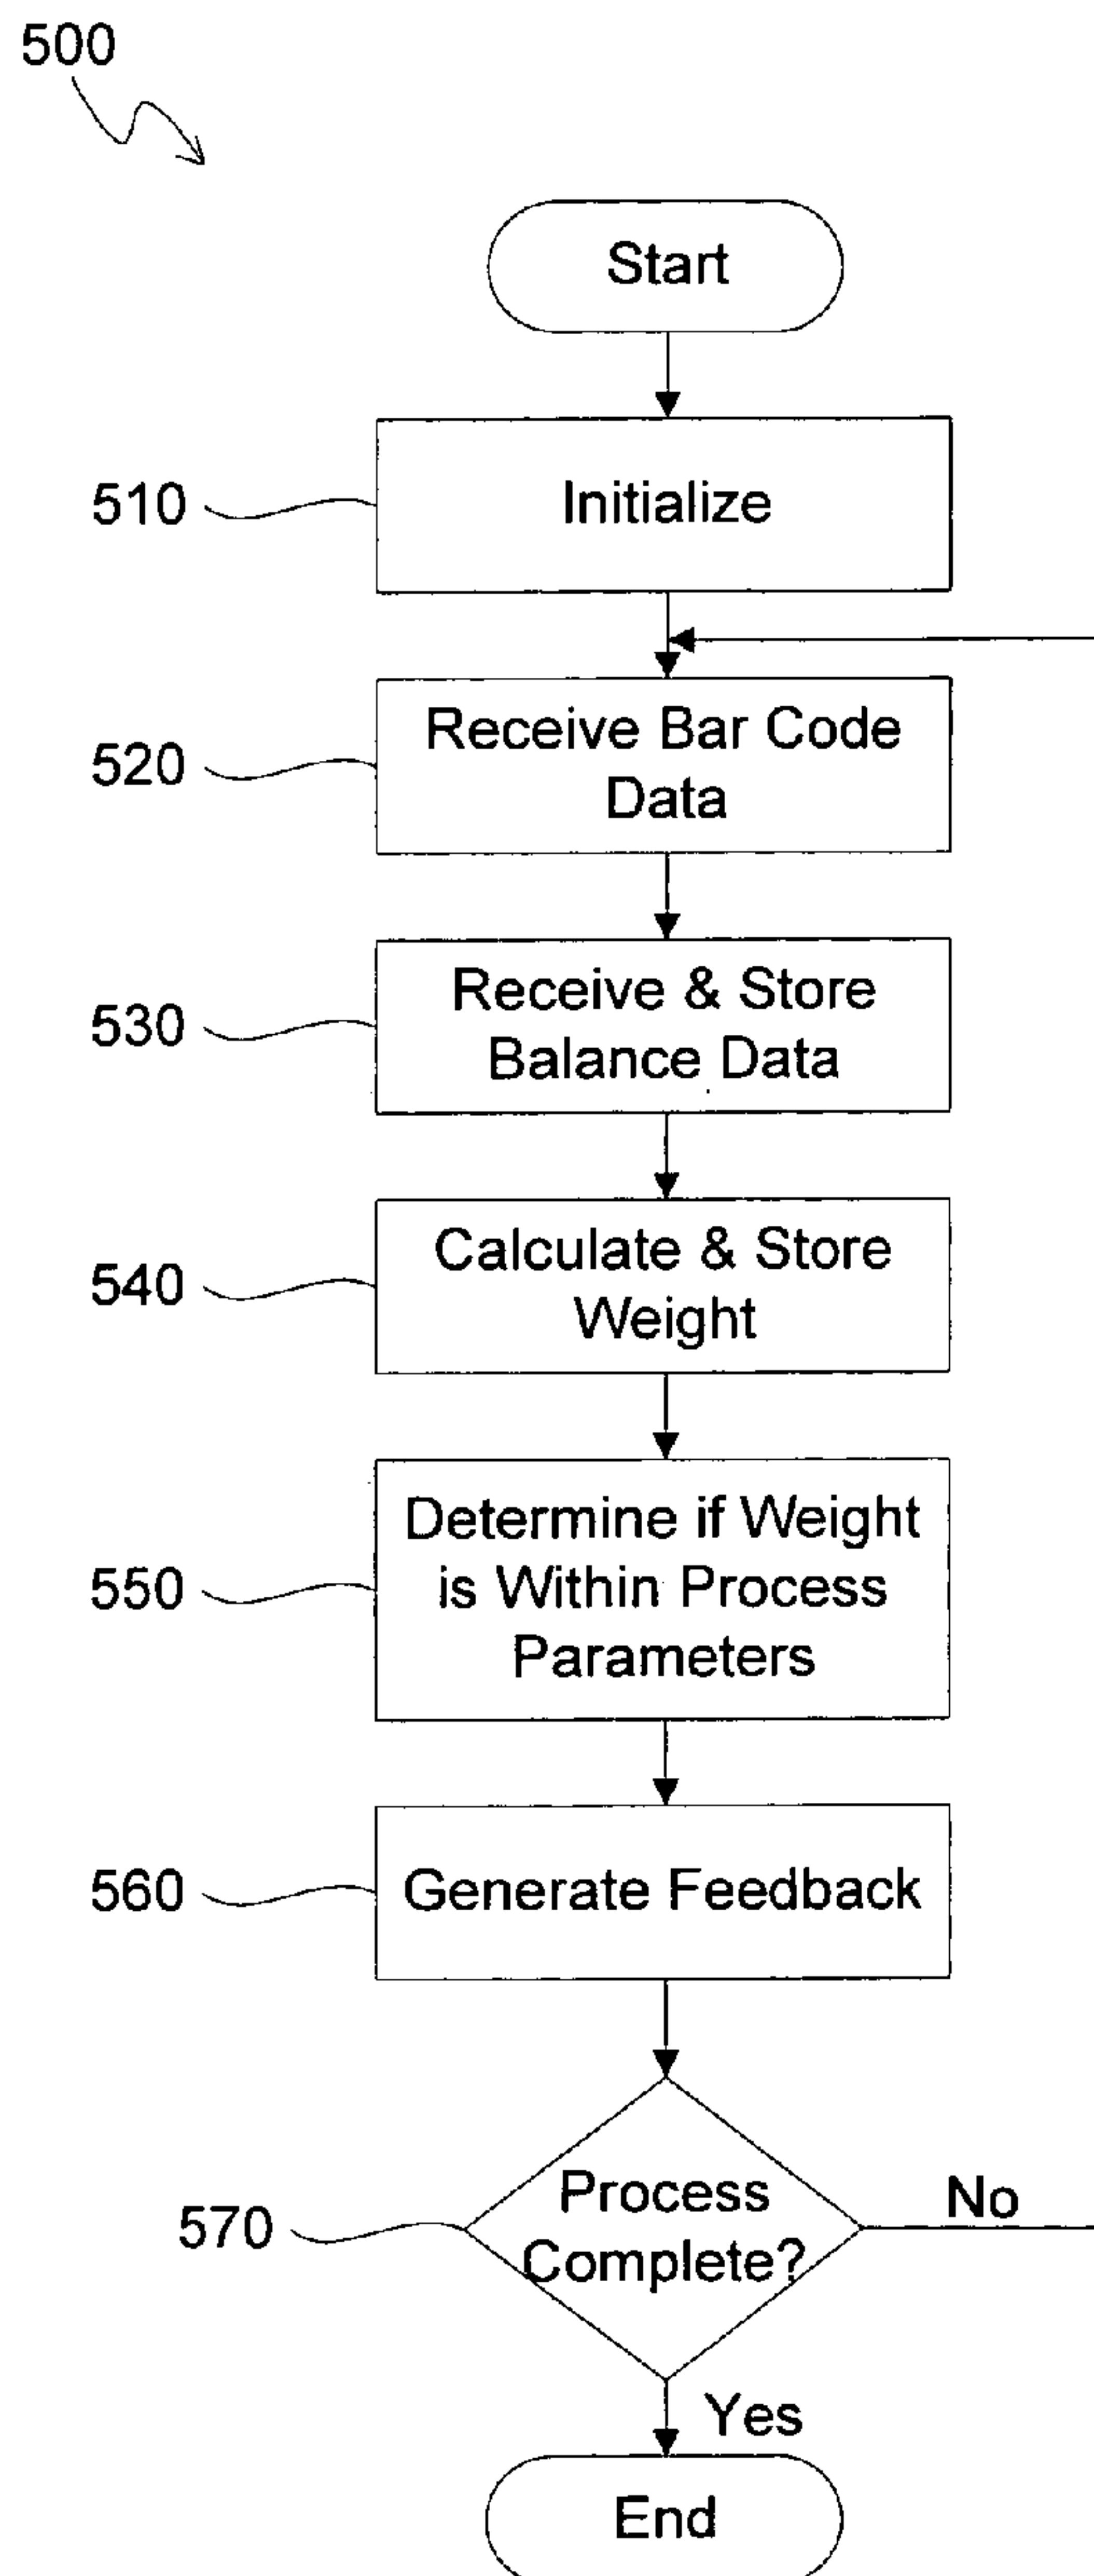 500
Start
510
Initialize
520
Receive Bar Code
Data
530
Receive & Store
Balance Data
540
Calculate & Store
Weight
550
Determine if Weight
is Within Process
Parameters
560
Generate Feedback
570
Process
Complete?
No
Yes
End